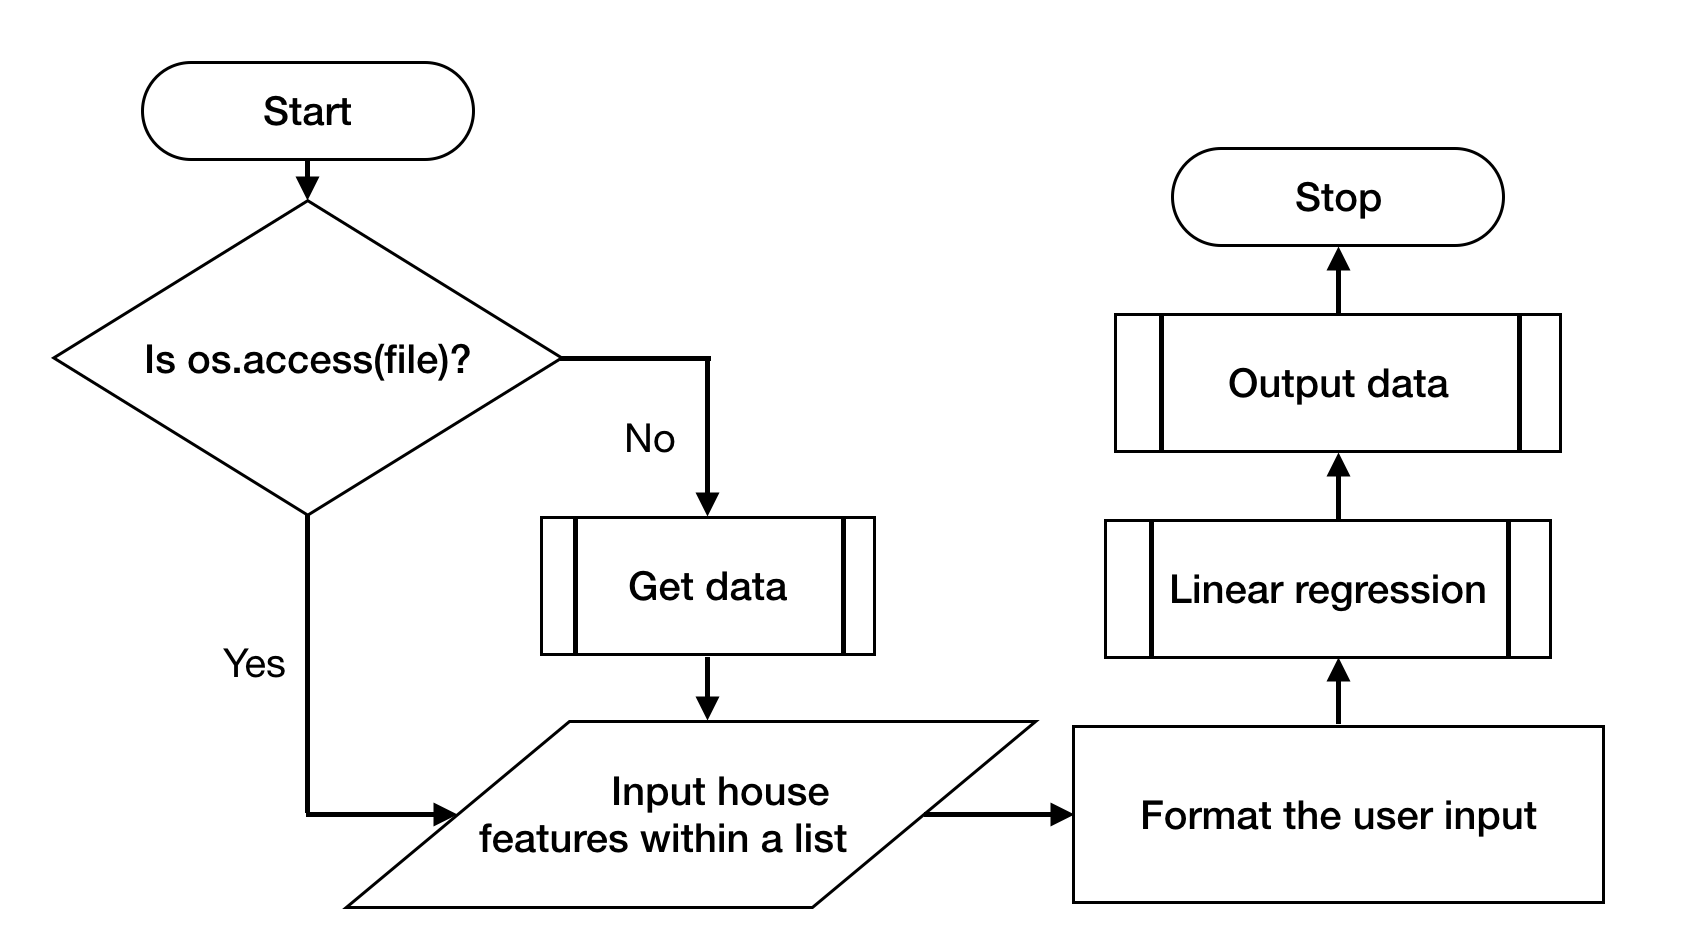 Start
Is os.access(file)?
No
Get data
Yes
Input house
features within a list
Format the user input
Linear regression
Output data
Stop